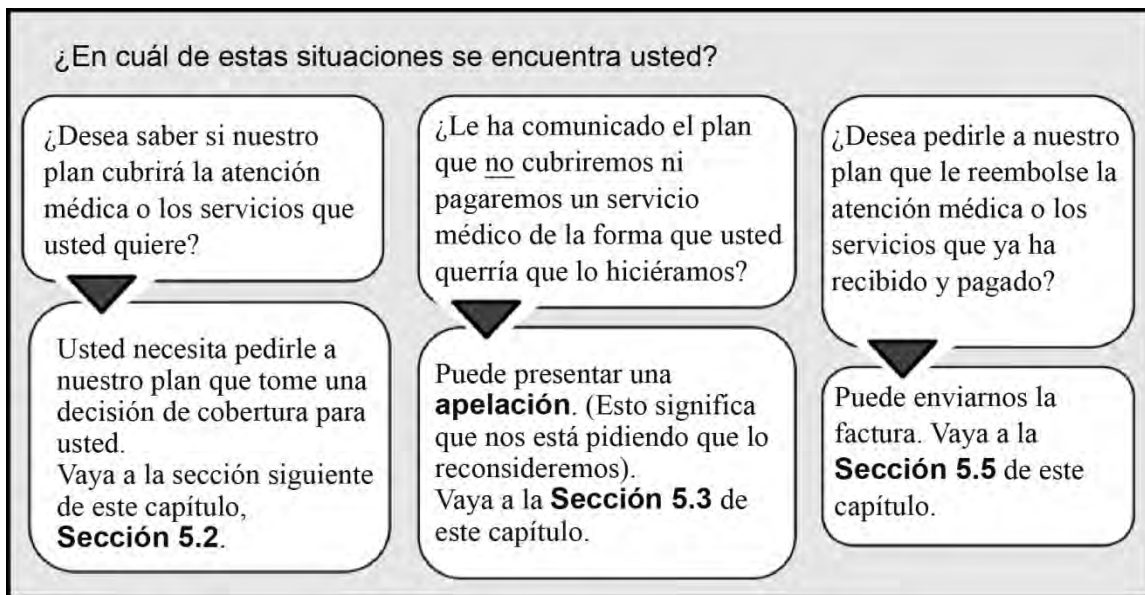 ¿En cuál de estas situaciones se encuentra usted?
¿Desea saber si nuestro
plan cubrirá la atención
médica o los servicios que
usted quiere?
Usted necesita pedirle a
nuestro plan que tome una
decisión de cobertura para
usted.
Vaya a la sección siguiente
de este capítulo,
Sección 5.2.
¿Le ha comunicado el plan
que no cubriremos ni
pagaremos un servicio
médico de la forma que usted
querría que lo hiciéramos?
Puede presentar una
apelación. (Esto significa
que nos está pidiendo que lo
reconsideremos).
Vaya a la Sección 5.3 de
este capítulo.
¿Desea pedirle a nuestro
plan que le reembolse la
atención médica o los
servicios que ya ha
recibido y pagado?
Puede enviarnos la
factura. Vaya a la
Sección 5.5 de este
capítulo.